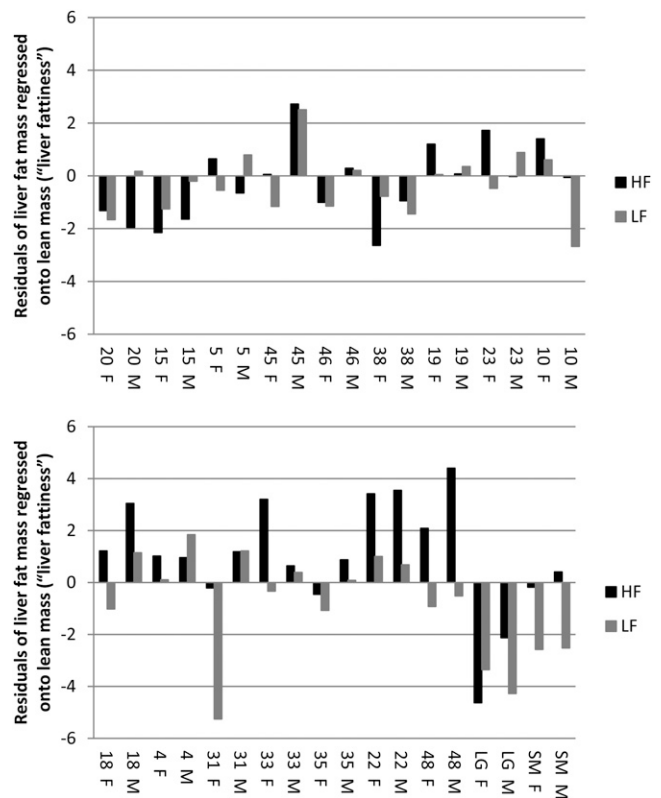 Residuals of liver fat mass regressed
onto lean mass ("liver fattiness")
6
4
2
0
-2
-4
-6
20 F
20 M
15 F
15 M
5 F
5 M
45 F
45 M
46 F
46 M
38 F
38 M
19 F
19 M
23 F
23 M
10 F
10 M
HF
LF
Residuals of liver fat mass regressed
onto lean mass ("liver fattiness")
6
4
2
0
-2
-4
-6
18 F
18 M
4 F
4 M
31 F
31 M
33 F
33 M
35 F
35 M
22 F
22 M
48 F
48 M
LG F
LG M
SM F
SM M
HF
LF